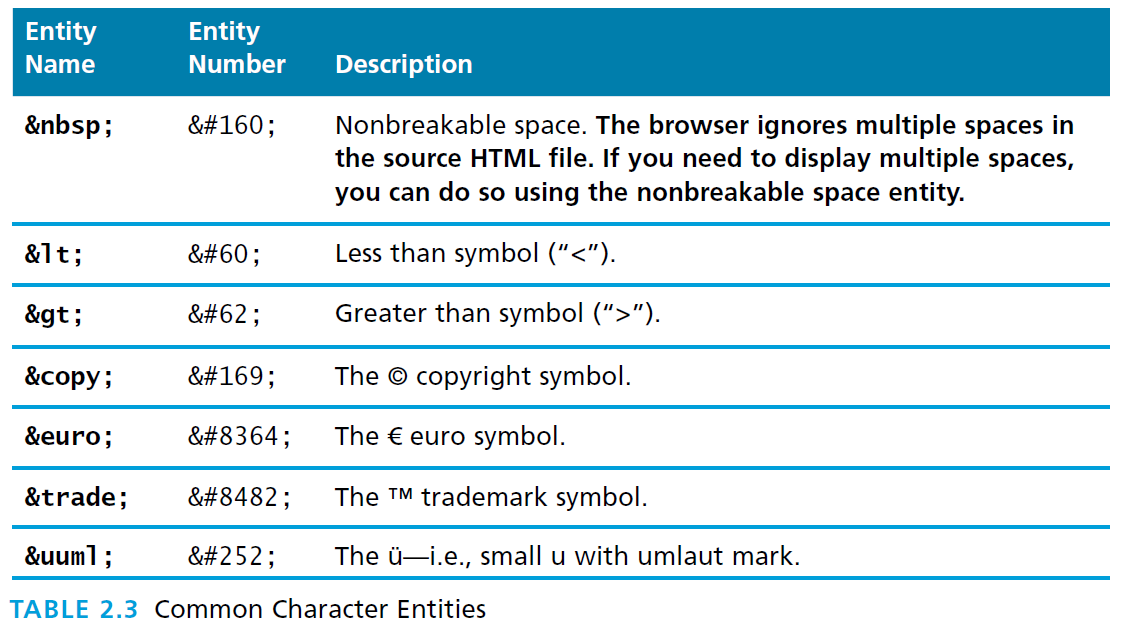 Entity Name Entity Number Description
&nbsp; &#160; Nonbreakable space. The browser ignores multiple spaces in
the source HTML file. If you need to display multiple spaces,
you can do so using the nonbreakable space entity.
&lt; &#60; Less than symbol (“<”).
&gt; &#62; Greater than symbol (“>”).
&copy; &#169; The © copyright symbol.
&euro; &#8364; The € euro symbol.
&trade; &#8482; The ™ trademark symbol.
&uuml; &#252; The ü—i.e., small u with umlaut mark.
TABLE 2.3 Common Character Entities